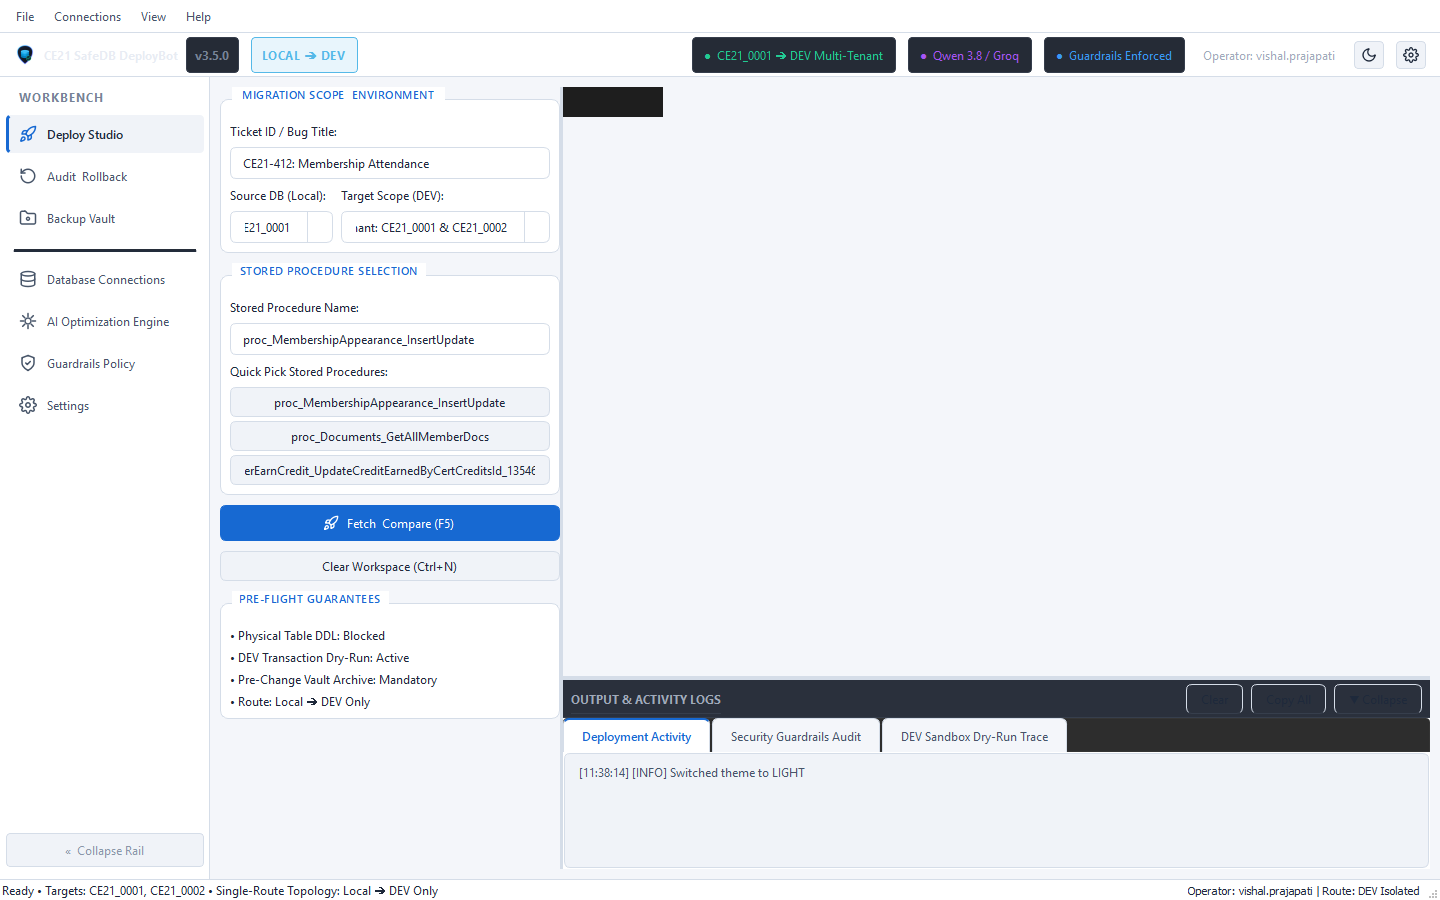 File Connections View Help
CE21 SafeDB DeployBot v3.5.0 LOCAL ➔ DEV ● CE21_0001 ➔ DEV Multi-Tenant ● Qwen 3.8 / Groq ● Guardrails Enforced Operator: vishal.prajapati
WORKBENCH
Deploy Studio
Audit Rollback
Backup Vault
Database Connections
AI Optimization Engine
Guardrails Policy
Settings
« Collapse Rail
MIGRATION SCOPE ENVIRONMENT
Ticket ID / Bug Title:
CE21-412: Membership Attendance
Source DB (Local): Target Scope (DEV):
E21_0001 nant: CE21_0001 & CE21_0002
STORED PROCEDURE SELECTION
Stored Procedure Name:
proc_MembershipAppearance_InsertUpdate
Quick Pick Stored Procedures:
proc_MembershipAppearance_InsertUpdate
proc_Documents_GetAllMemberDocs
erEarnCredit_UpdateCreditEarnedByCertCreditsId_13546
Fetch Compare (F5)
Clear Workspace (Ctrl+N)
PRE-FLIGHT GUARANTEES
• Physical Table DDL: Blocked
• DEV Transaction Dry-Run: Active
• Pre-Change Vault Archive: Mandatory
• Route: Local ➔ DEV Only
OUTPUT & ACTIVITY LOGS Clear Copy All ▼ Collapse
Deployment Activity Security Guardrails Audit DEV Sandbox Dry-Run Trace
[11:38:14] [INFO] Switched theme to LIGHT
Ready • Targets: CE21_0001, CE21_0002 • Single-Route Topology: Local ➔ DEV Only Operator: vishal.prajapati | Route: DEV Isolated